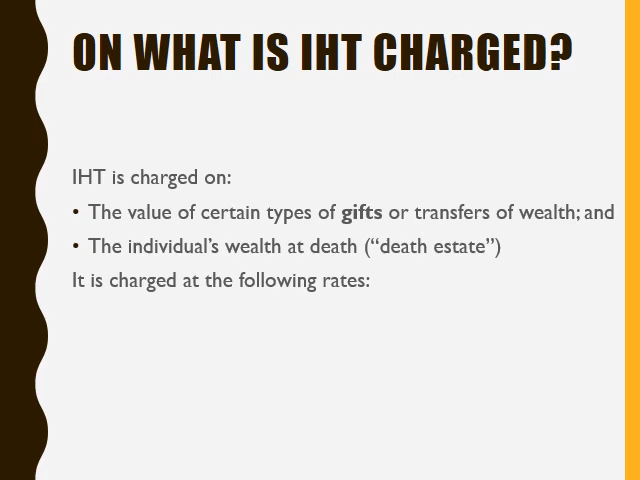 ON WHAT IS IHT CHARGED?
IHT is charged on:
• The value of certain types of gifts or transfers of wealth; and
• The individual’s wealth at death (“death estate”)
It is charged at the following rates: